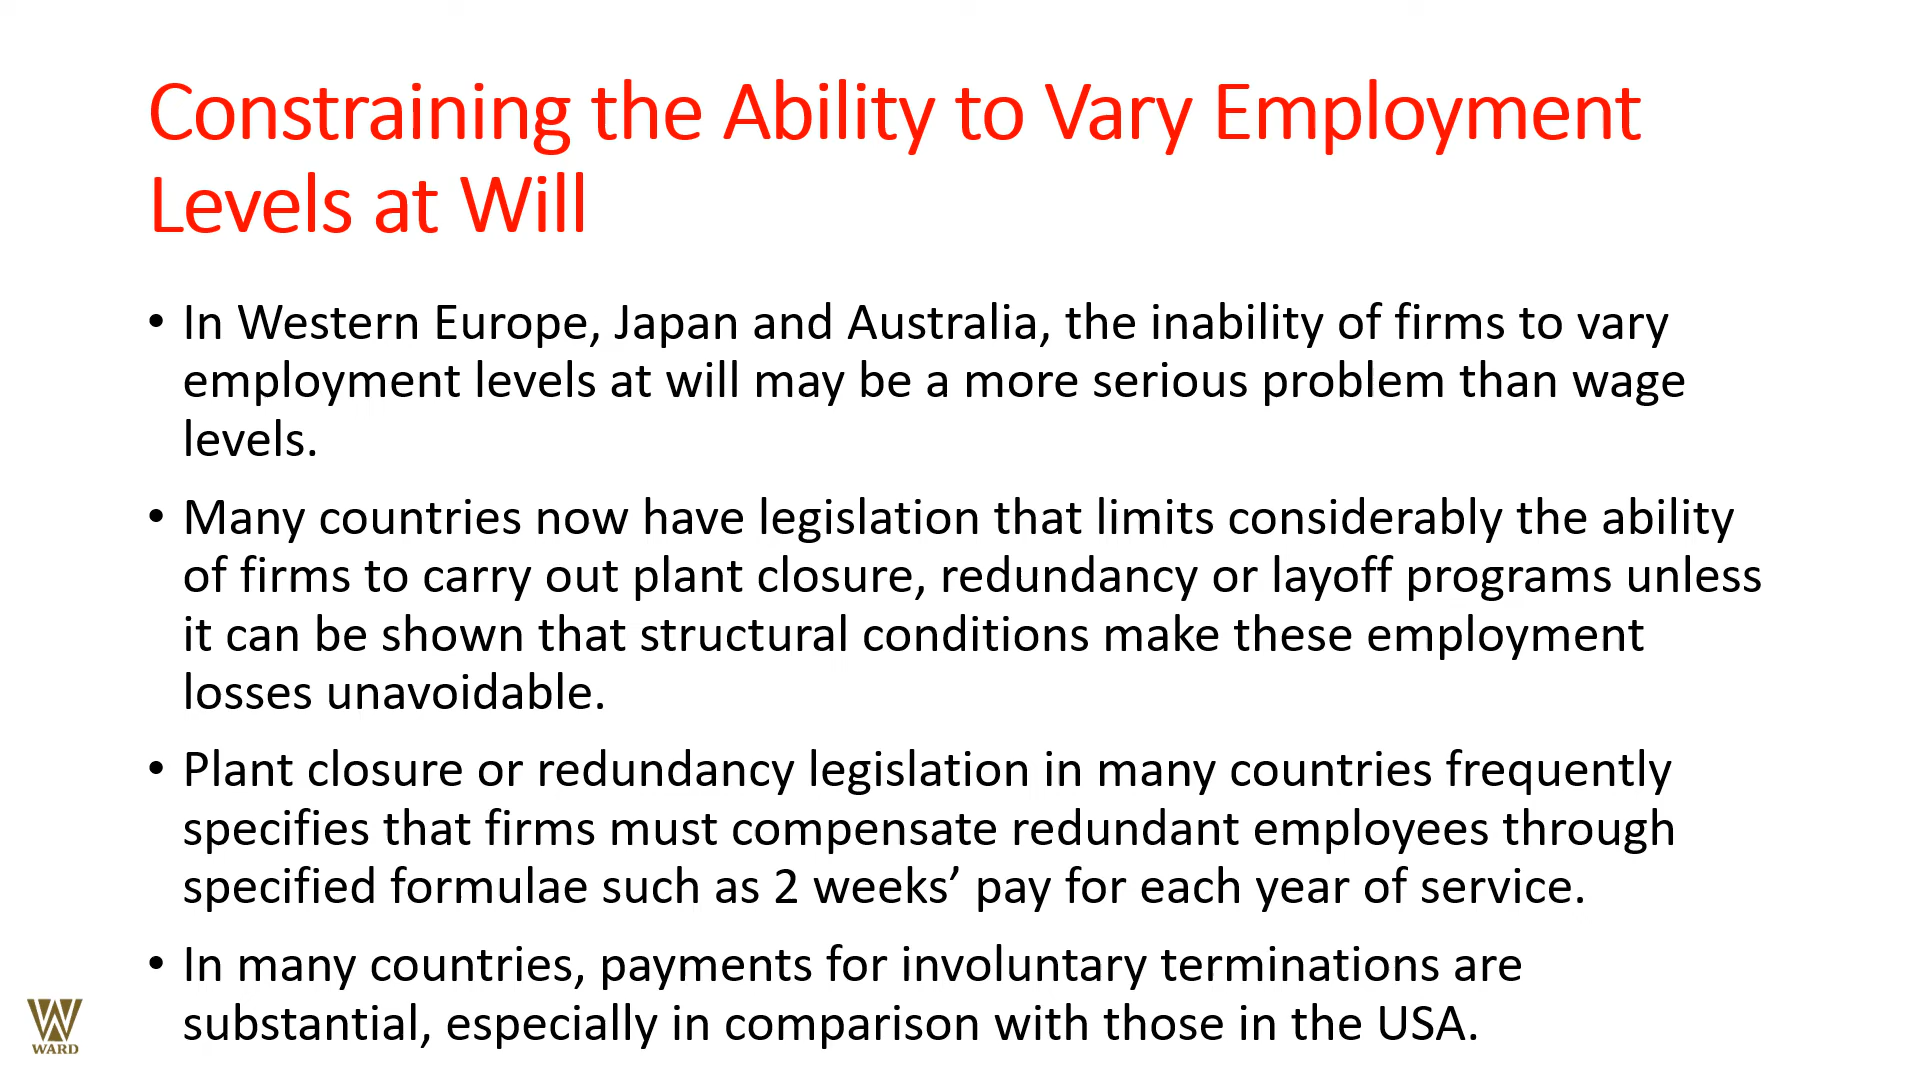 Constraining the Ability to Vary Employment
Levels at Will
• In Western Europe, Japan and Australia, the inability of firms to vary
employment levels at will may be a more serious problem than wage
levels.
• Many countries now have legislation that limits considerably the ability
of firms to carry out plant closure, redundancy or layoff programs unless
it can be shown that structural conditions make these employment
losses unavoidable.
• Plant closure or redundancy legislation in many countries frequently
specifies that firms must compensate redundant employees through
specified formulae such as 2 weeks’ pay for each year of service.
• In many countries, payments for involuntary terminations are
substantial, especially in comparison with those in the USA.
WARD